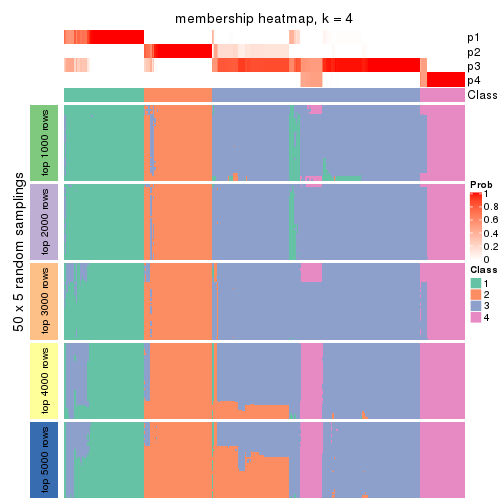 membership heatmap, k = 4
p1
p2
p3
p4
Class
50 x 5 random samplings
top 1000 rows
top 2000 rows
top 3000 rows
top 4000 rows
top 5000 rows
Prob
1
0.8
0.6
0.4
0.2
0
Class
1
2
3
4